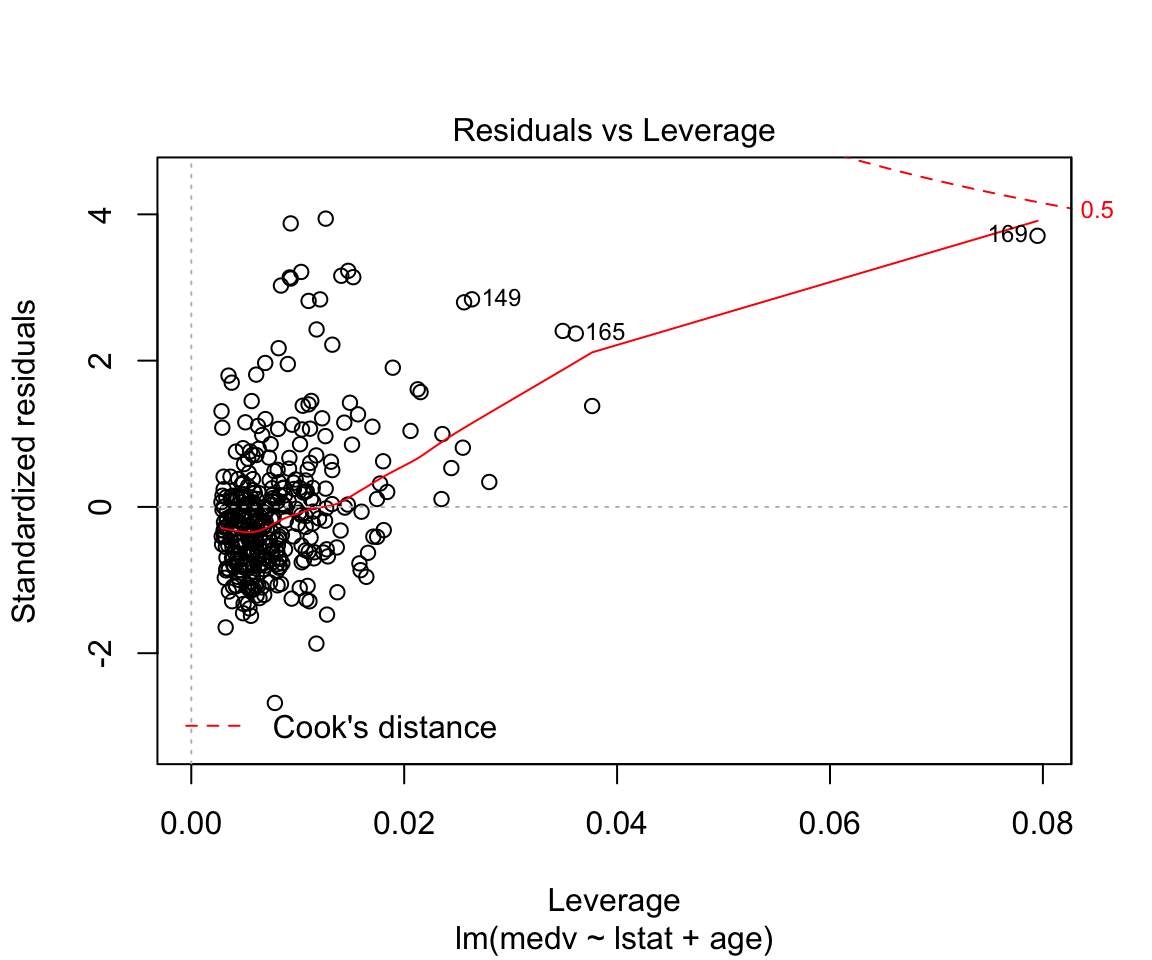 Residuals vs Leverage
Standardized residuals
4
2
0
-2
0.5
169
149
165
Cook's distance
0.00 0.02 0.04 0.06 0.08
Leverage
lm(medv ~ lstat + age)